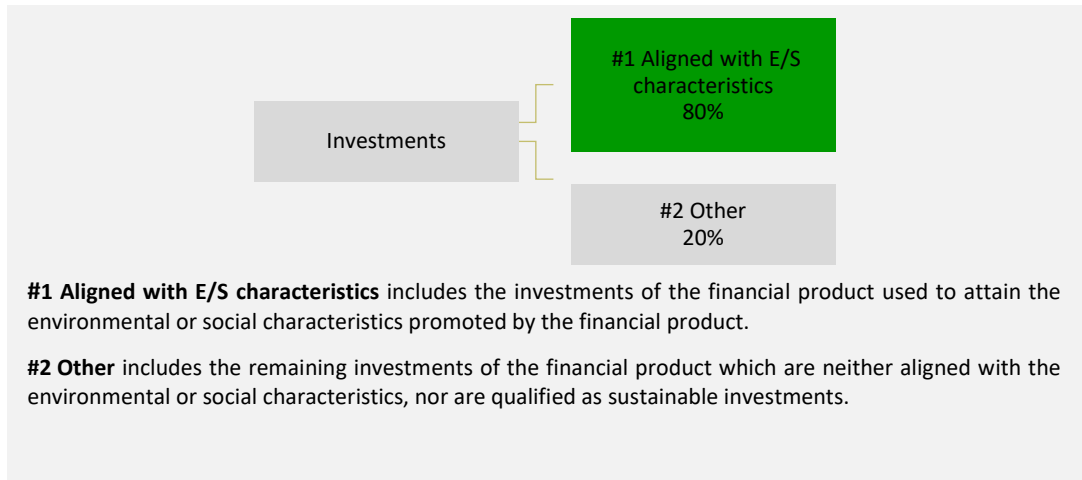 #1 Aligned with E/S
characteristics
80%
Investments
#2 Other
20%
#1 Aligned with E/S characteristics includes the investments of the financial product used to attain the
environmental or social characteristics promoted by the financial product.
#2 Other includes the remaining investments of the financial product which are neither aligned with the
environmental or social characteristics, nor are qualified as sustainable investments.